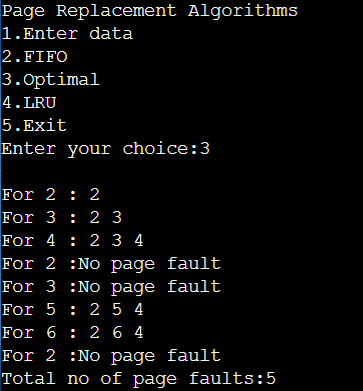 Page Replacement Algorithms
1.Enter data
2.FIFO
3.Optimal
4.LRU
5.Exit
Enter your choice:3
For 2 : 2
For 3 : 2 3
For 4 : 2 3 4
For 2 :No page fault
For 3 :No page fault
For 5 : 2 5 4
For 6 : 2 6 4
For 2 :No page fault
Total no of page faults:5